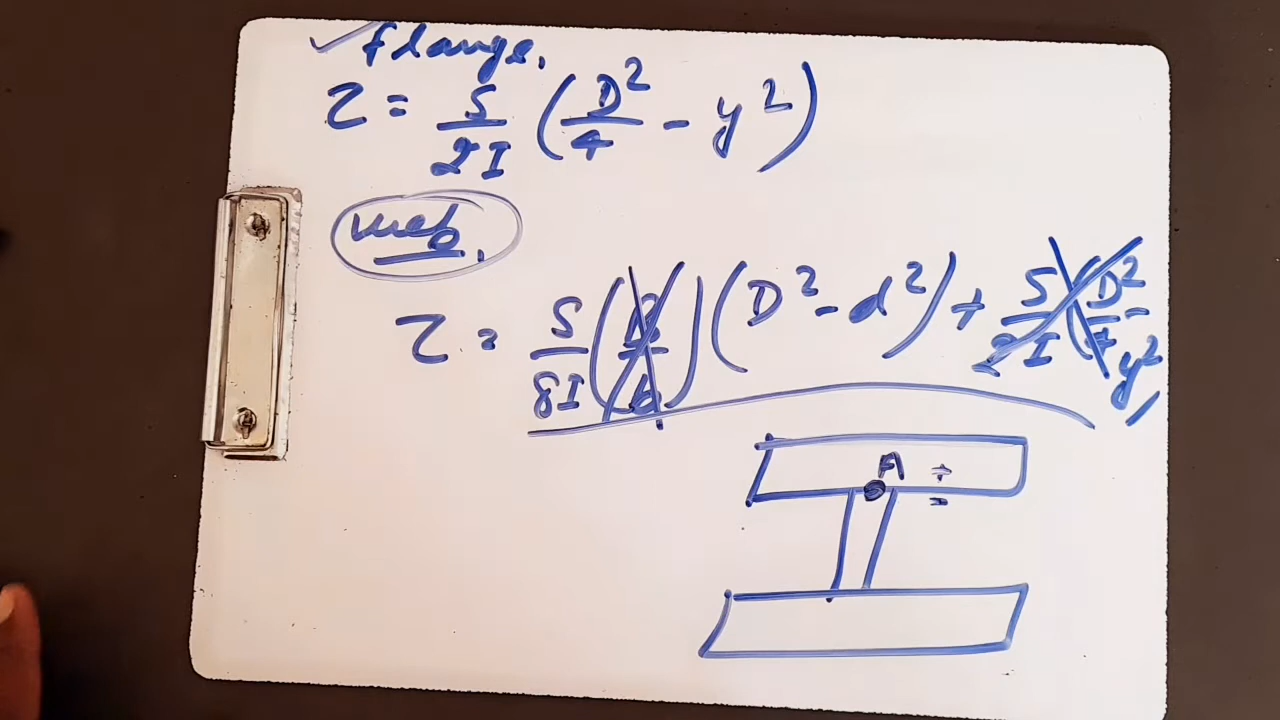 flange.
τ = S/2I (D²/4 - y²)
web.
τ = S/8I (B/b) (D² - d²) + S/2I (D²/4 - y²)
A +
=